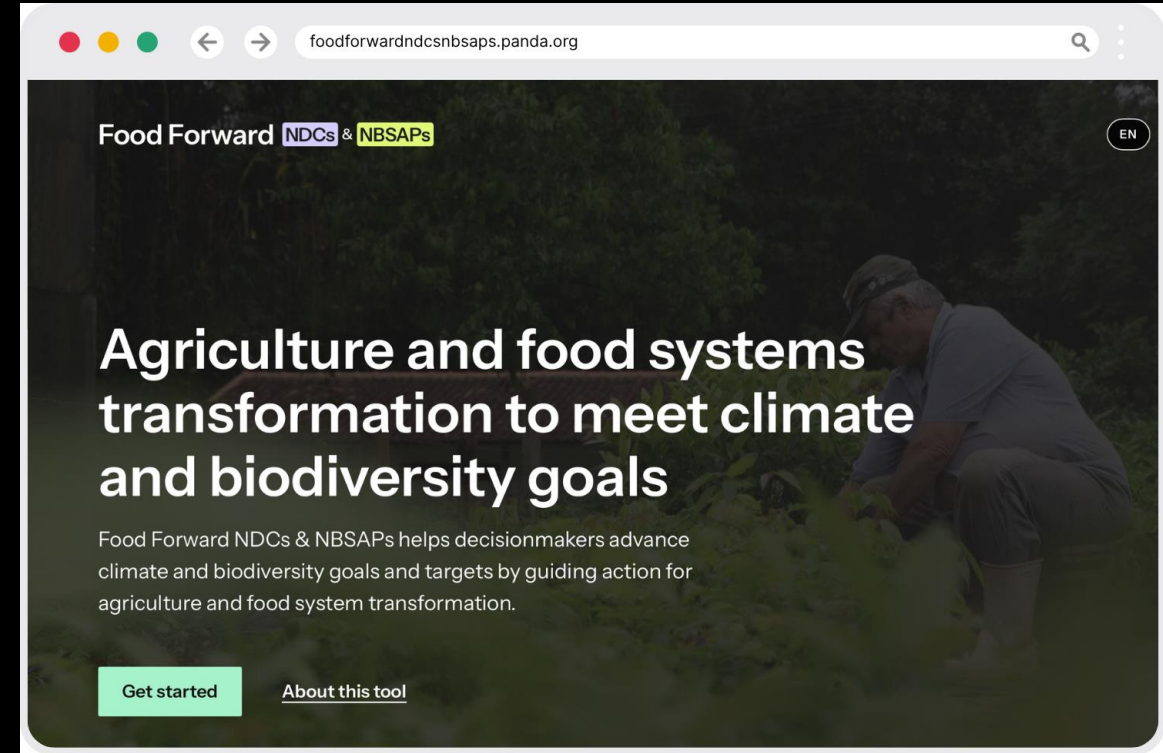 foodforwardndcsnbsaps.panda.org
Food Forward NDCs & NBSAPs
EN
Agriculture and food systems
transformation to meet climate
and biodiversity goals
Food Forward NDCs & NBSAPs helps decisionmakers advance
climate and biodiversity goals and targets by guiding action for
agriculture and food system transformation.
Get started
About this tool